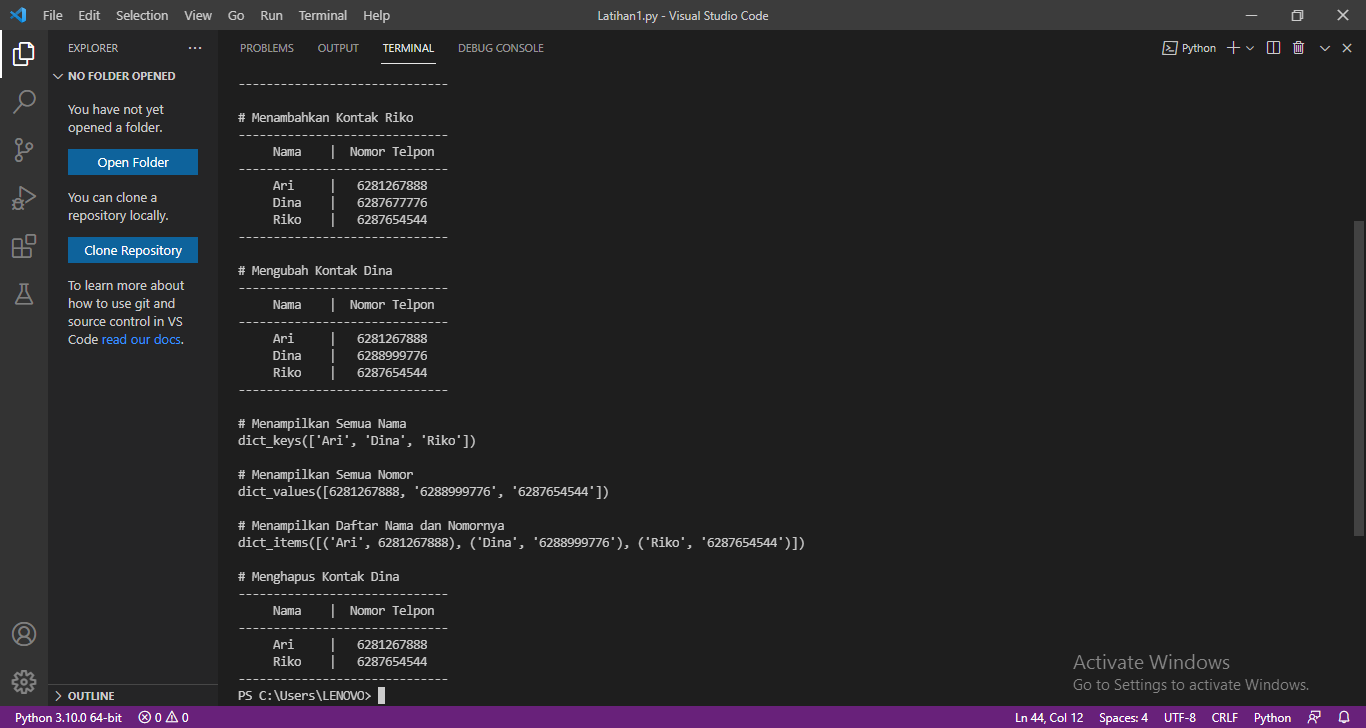 File Edit Selection View Go Run Terminal Help
Latihan1.py - Visual Studio Code
EXPLORER
NO FOLDER OPENED
You have not yet
opened a folder.
Open Folder
You can clone a
repository locally.
Clone Repository
To learn more about
how to use git and
source control in VS
Code read our docs.
OUTLINE
PROBLEMS OUTPUT TERMINAL DEBUG CONSOLE
Python
------------------------------
# Menambahkan Kontak Riko
------------------------------
Nama | Nomor Telpon
------------------------------
Ari | 6281267888
Dina | 6287677776
Riko | 6287654544
------------------------------
# Mengubah Kontak Dina
------------------------------
Nama | Nomor Telpon
------------------------------
Ari | 6281267888
Dina | 6288999776
Riko | 6287654544
------------------------------
# Menampilkan Semua Nama
dict_keys(['Ari', 'Dina', 'Riko'])
# Menampilkan Semua Nomor
dict_values([6281267888, '6288999776', '6287654544'])
# Menampilkan Daftar Nama dan Nomornya
dict_items([('Ari', 6281267888), ('Dina', '6288999776'), ('Riko', '6287654544')])
# Menghapus Kontak Dina
------------------------------
Nama | Nomor Telpon
------------------------------
Ari | 6281267888
Riko | 6287654544
------------------------------
PS C:\Users\LENOVO>
Activate Windows
Go to Settings to activate Windows.
Python 3.10.0 64-bit 0 0
Ln 44, Col 12 Spaces: 4 UTF-8 CRLF Python